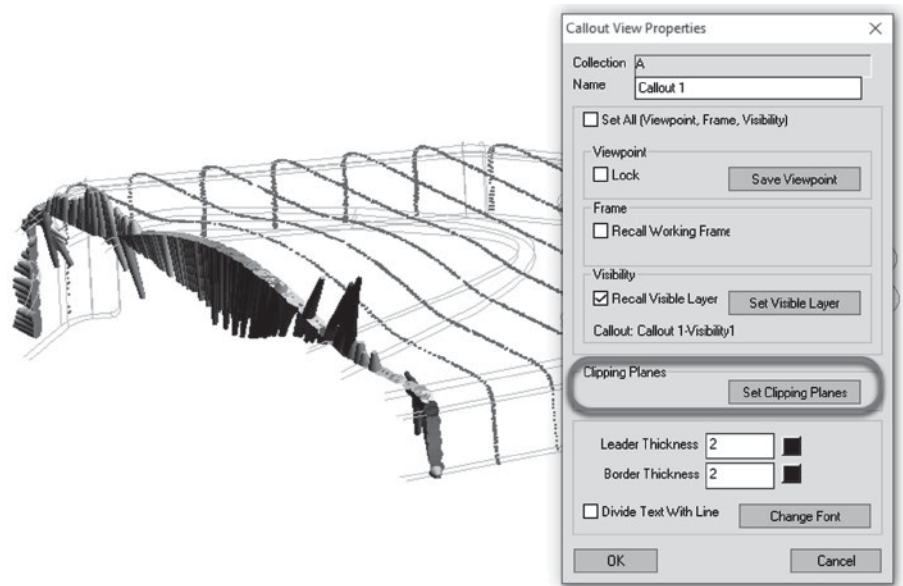 Callout View Properties
Collection A
Name Callout 1
Set All (Viewpoint, Frame, Visibility)
Viewpoint
Lock Save Viewpoint
Frame
Recall Working Frame
Visibility
Recall Visible Layer Set Visible Layer
Callout: Callout 1-Visibility1
Clipping Planes
Set Clipping Planes
Leader Thickness 2
Border Thickness 2
Divide Text With Line Change Font
OK Cancel